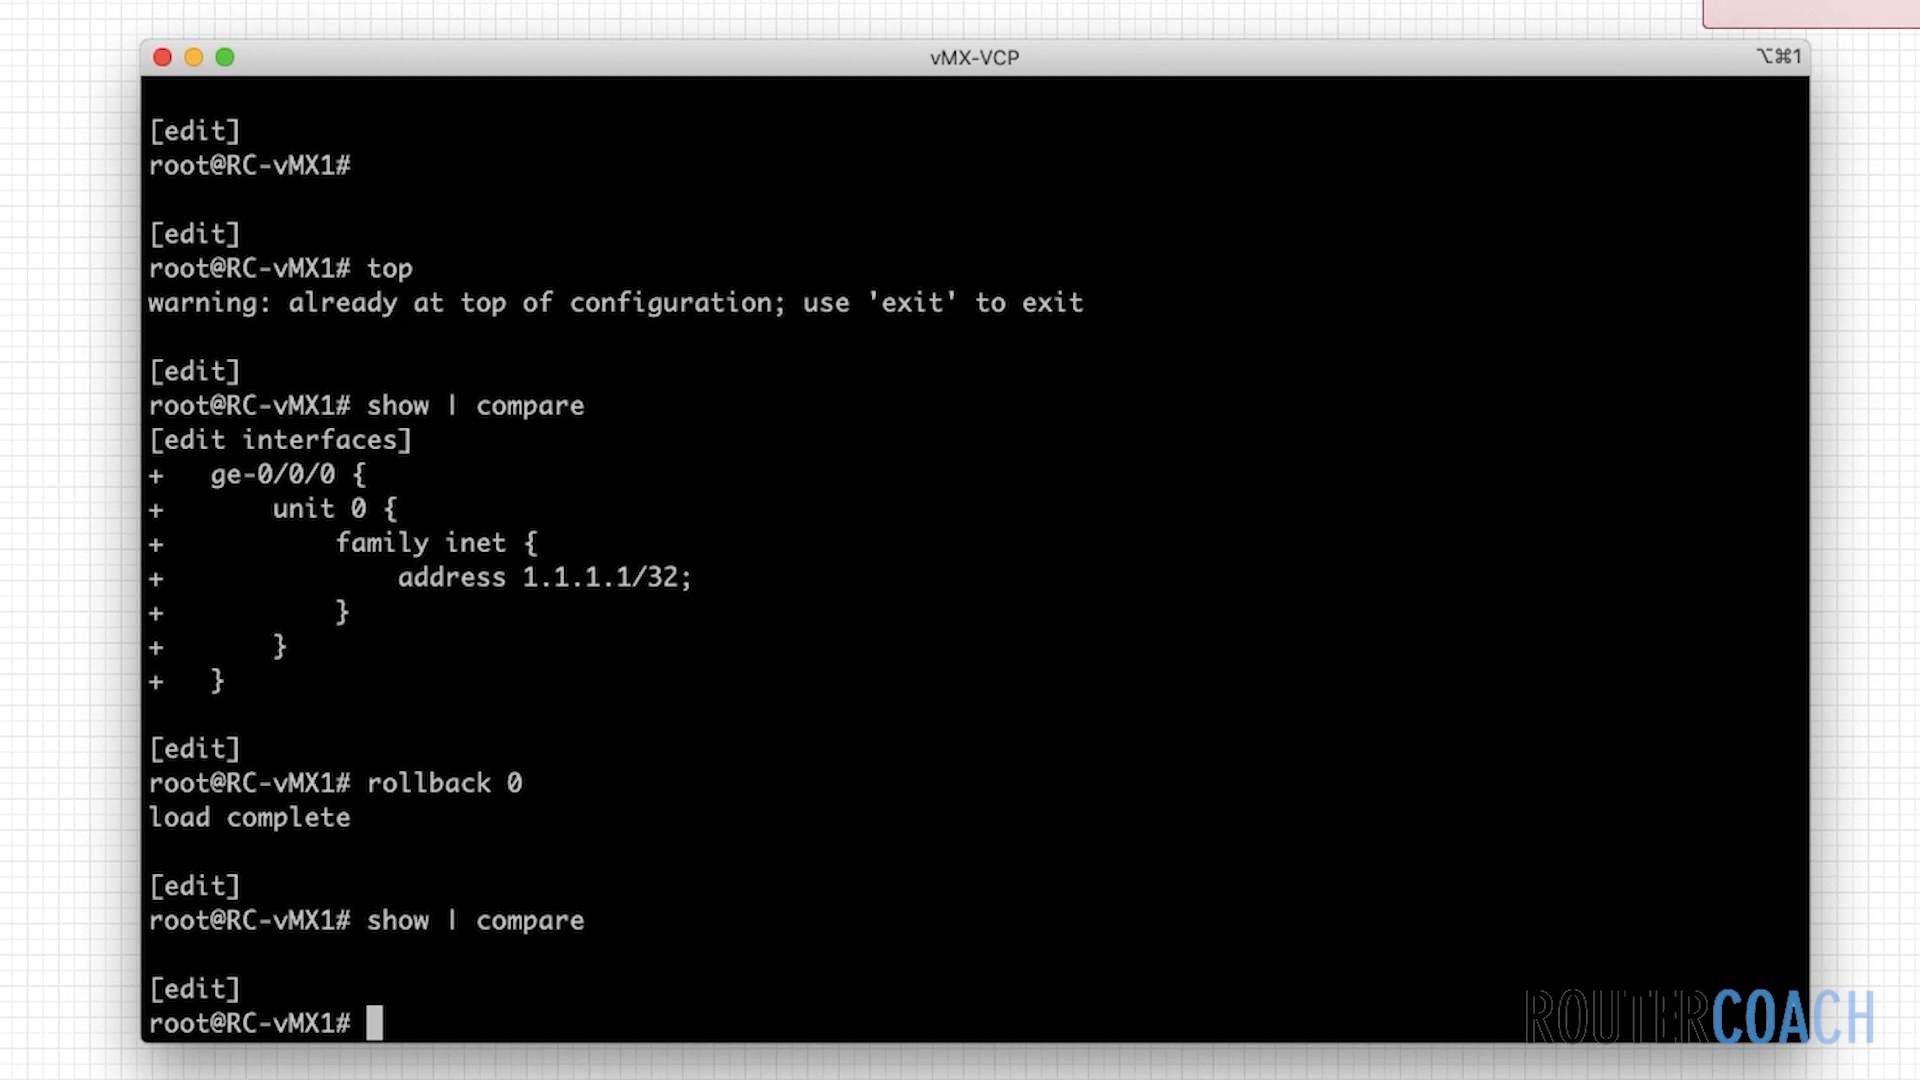 vMX-VCP
⌥⌘1
[edit]
root@RC-vMX1#
[edit]
root@RC-vMX1# top
warning: already at top of configuration; use 'exit' to exit
[edit]
root@RC-vMX1# show | compare
[edit interfaces]
+   ge-0/0/0 {
+       unit 0 {
+           family inet {
+               address 1.1.1.1/32;
+           }
+       }
+   }
[edit]
root@RC-vMX1# rollback 0
load complete
[edit]
root@RC-vMX1# show | compare
[edit]
root@RC-vMX1#
ROUTERCOACH